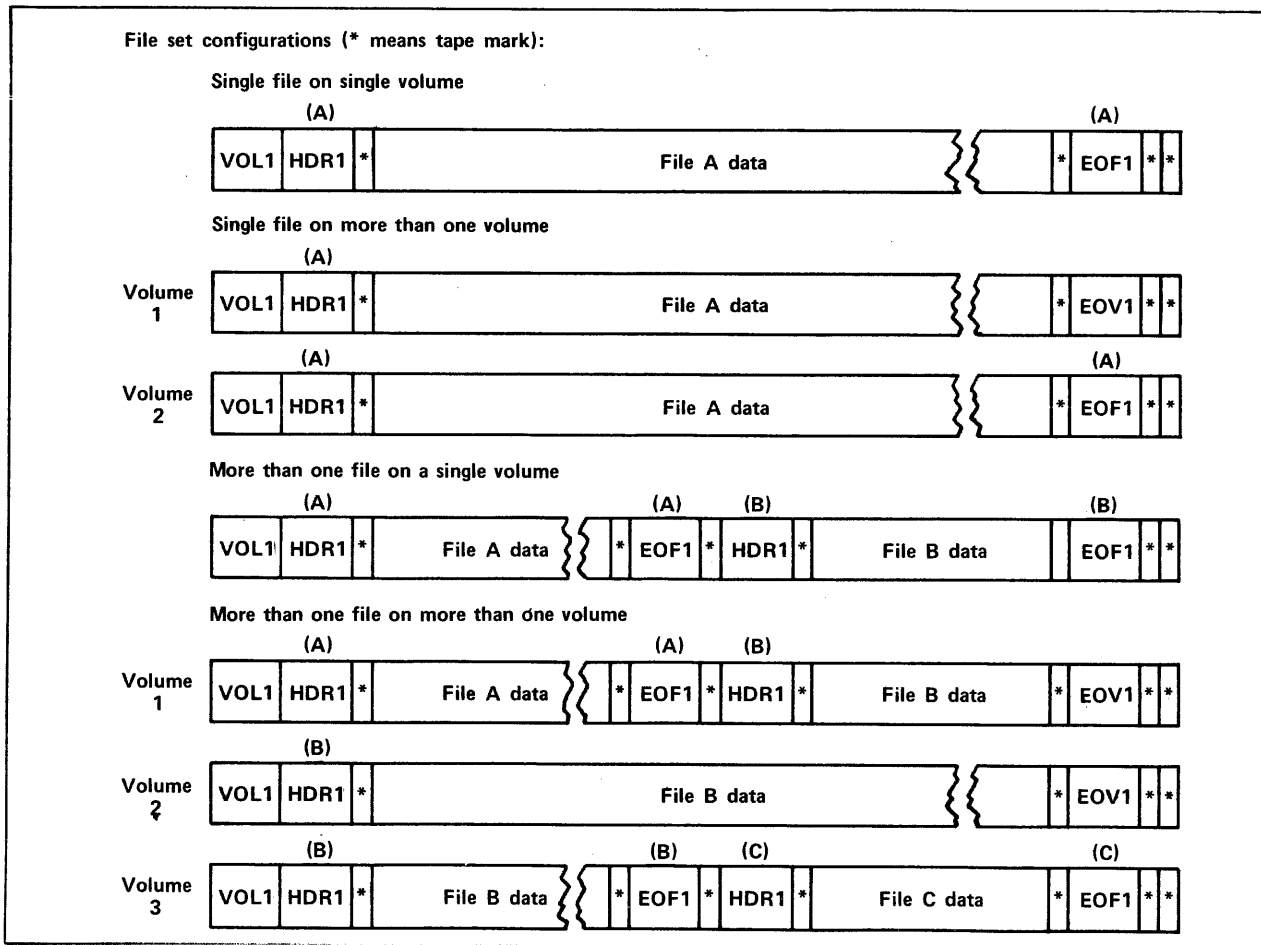 File set configurations (* means tape mark):
Single file on single volume
(A) (A)
VOL1 HDR1 * File A data * EOF1 * *
Single file on more than one volume
(A)
Volume 1 VOL1 HDR1 * File A data * EOV1 * *
(A) (A)
Volume 2 VOL1 HDR1 * File A data * EOF1 * *
More than one file on a single volume
(A) (A) (B) (B)
VOL1 HDR1 * File A data * EOF1 * HDR1 * File B data EOF1 * *
More than one file on more than one volume
(A) (A) (B)
Volume 1 VOL1 HDR1 * File A data * EOF1 * HDR1 * File B data * EOV1 * *
(B)
Volume 2 VOL1 HDR1 * File B data * EOV1 * *
(B) (B) (C) (C)
Volume 3 VOL1 HDR1 * File B data * EOF1 * HDR1 * File C data * EOF1 * *